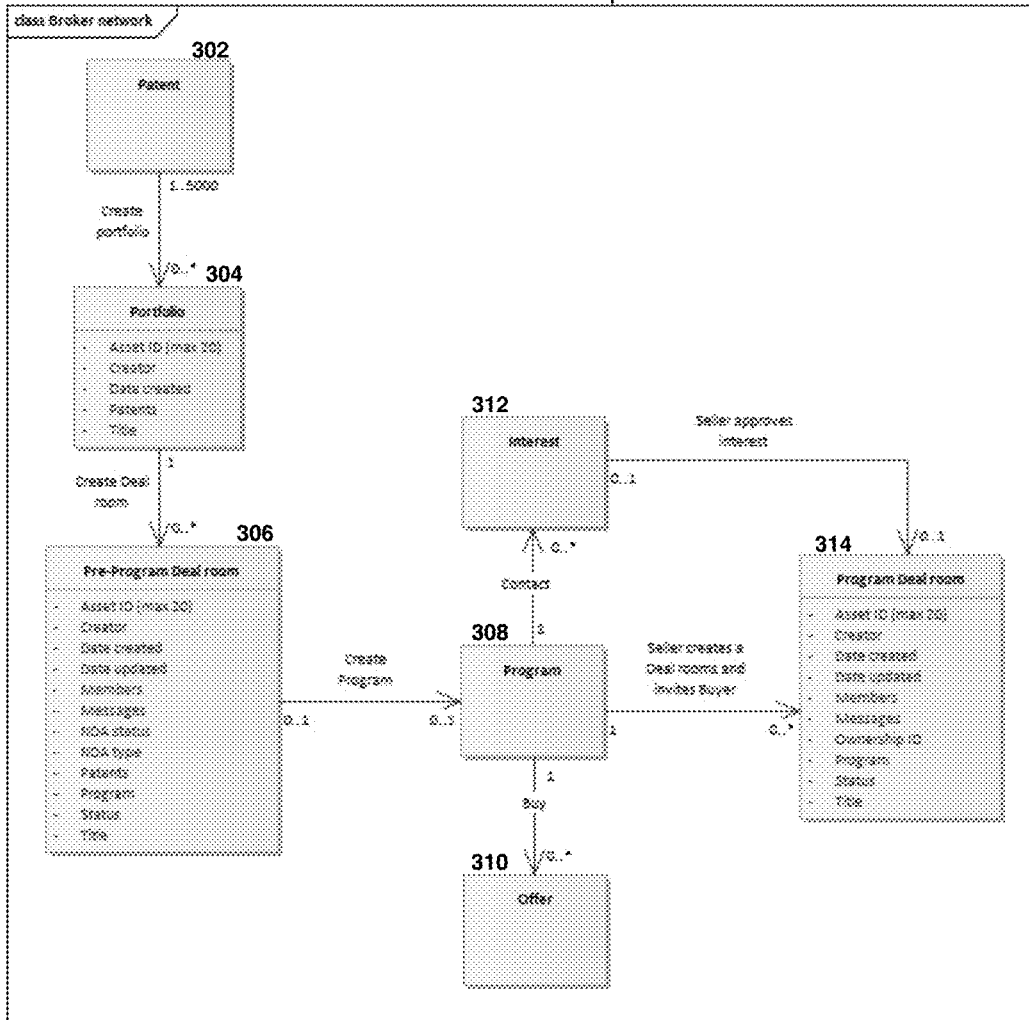 class Broker network
302
Patent
1..5000
Create
portfolio
0..*
304
Portfolio
- Asset ID (max 20)
- Creator
- Date created
- Patents
- Title
1
Create Deal
room
0..*
306
Pre-Program Deal room
- Asset ID (max 20)
- Creator
- Date created
- Date updated
- Members
- Messages
- NDA status
- NDA type
- Patents
- Program
- Status
- Title
0..1
Create
Program
0..1
308
Program
1
Contact
0..*
312
Interest
0..1
Seller approves
interest
0..1
1
Seller creates a
Deal rooms and
invites Buyer
0..*
314
Program Deal room
- Asset ID (max 20)
- Creator
- Date created
- Date updated
- Members
- Messages
- Ownership ID
- Program
- Status
- Title
1
Buy
0..*
310
Offer